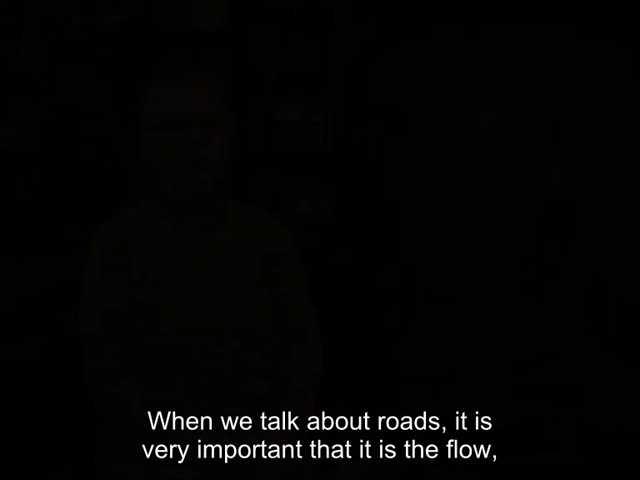 When we talk about roads, it is
very important that it is the flow,